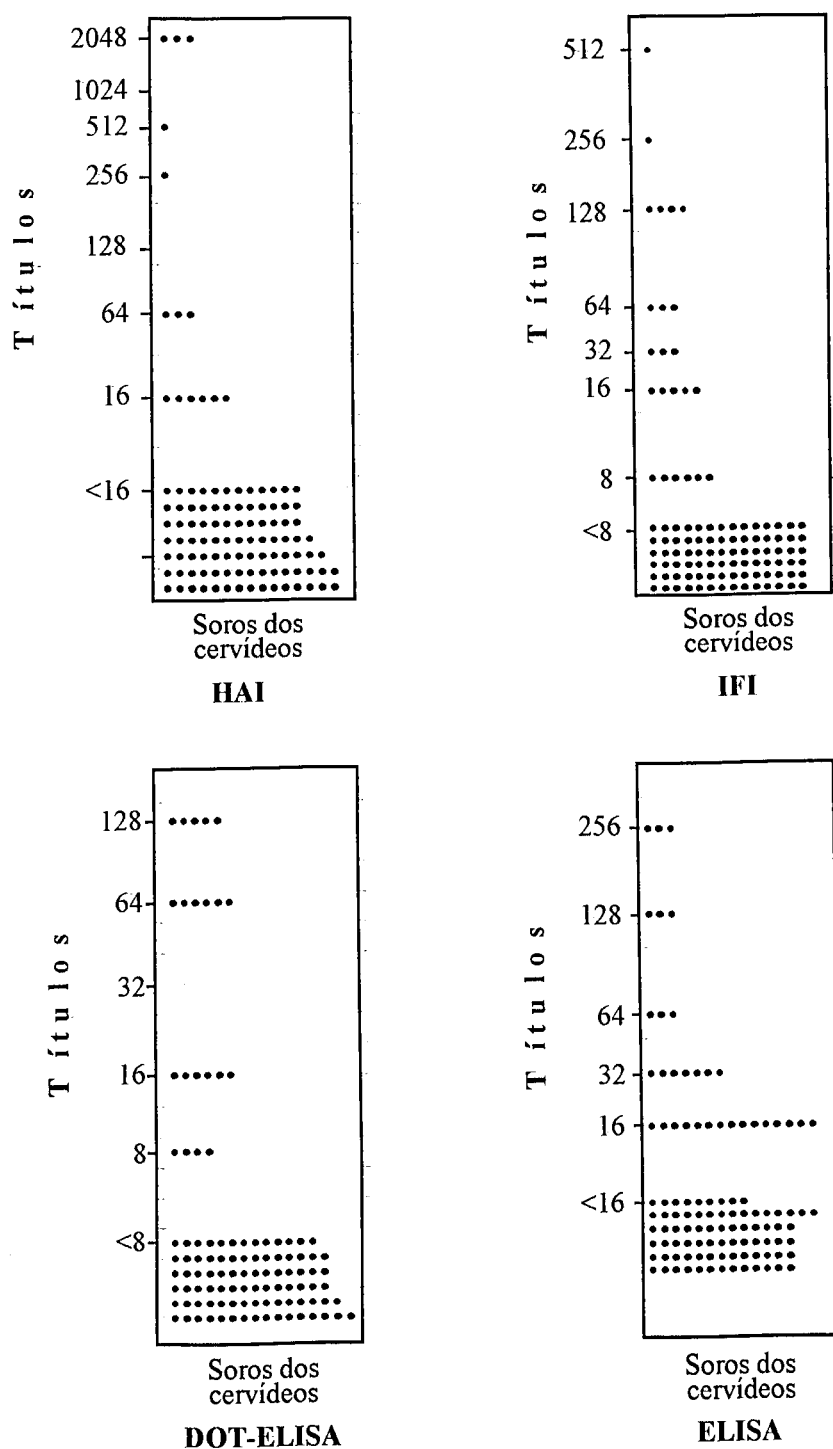 2048
1024
512
256
128
64
16
<16
Títulos
Soros dos
cervídeos
HAI
512
256
128
64
32
16
8
<8
Títulos
Soros dos
cervídeos
IFI
128
64
32
16
8
<8
Títulos
Soros dos
cervídeos
DOT-ELISA
256
128
64
32
16
<16
Títulos
Soros dos
cervídeos
ELISA